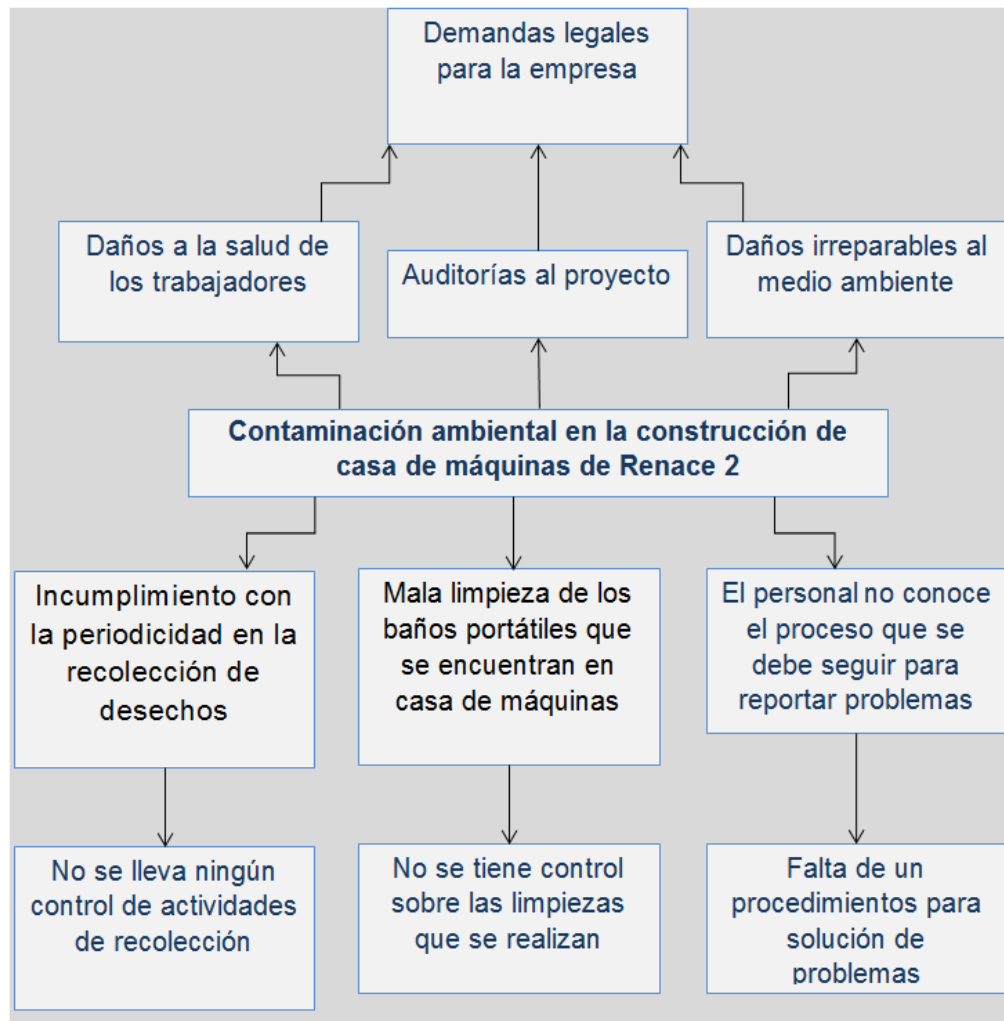 Demandas legales
para la empresa
Daños a la salud de
los trabajadores
Auditorías al proyecto
Daños irreparables al
medio ambiente
Contaminación ambiental en la construcción de
casa de máquinas de Renace 2
Incumplimiento con
la periodicidad en la
recolección de
desechos
Mala limpieza de los
baños portátiles que
se encuentran en
casa de máquinas
El personal no conoce
el proceso que se
debe seguir para
reportar problemas
No se lleva ningún
control de actividades
de recolección
No se tiene control
sobre las limpiezas
que se realizan
Falta de un
procedimientos para
solución de
problemas